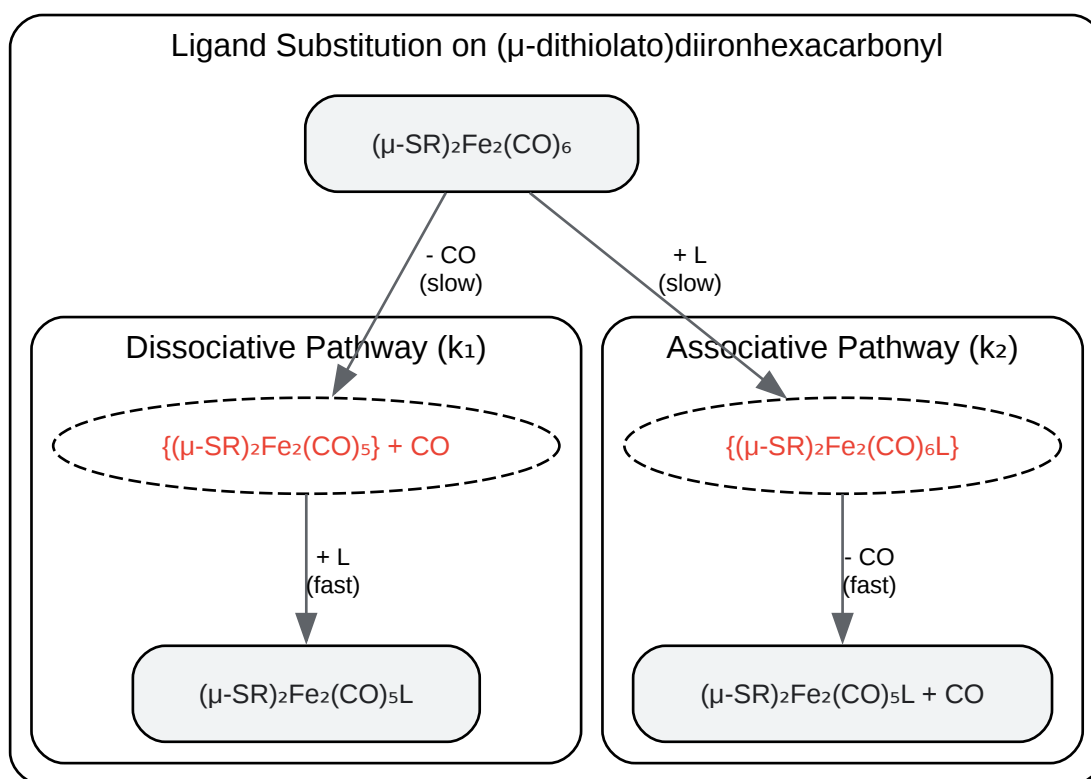 Ligand Substitution on (μ-dithiolato)diironhexacarbonyl
(μ-SR)₂Fe₂(CO)₆
- CO
(slow)
+ L
(slow)
Dissociative Pathway (k₁)
Associative Pathway (k₂)
{(μ-SR)₂Fe₂(CO)₅} + CO
{(μ-SR)₂Fe₂(CO)₆L}
+ L
(fast)
- CO
(fast)
(μ-SR)₂Fe₂(CO)₅L
(μ-SR)₂Fe₂(CO)₅L + CO